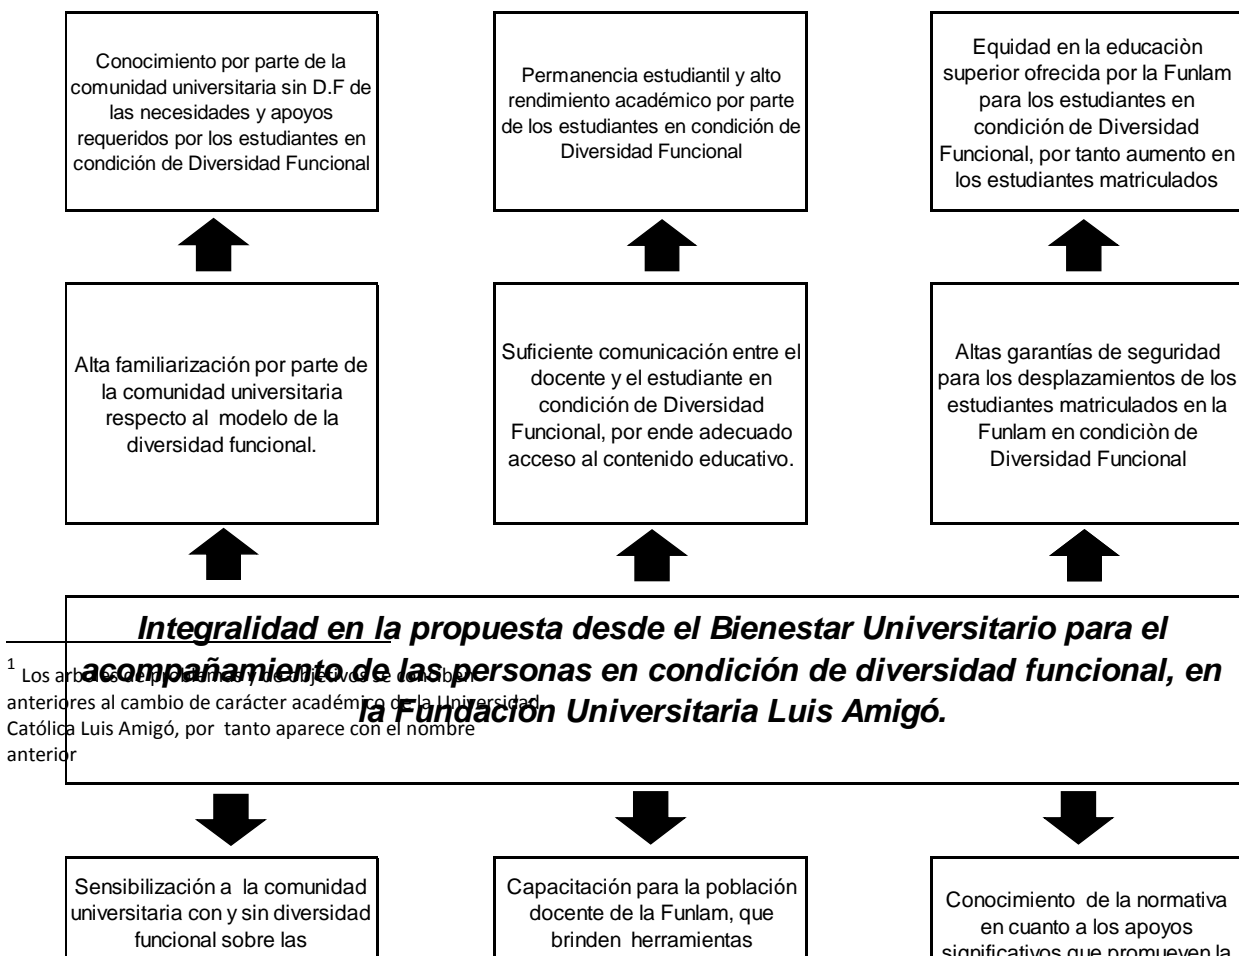 Conocimiento por parte de la
comunidad universitaria sin D.F de
las necesidades y apoyos
requeridos por los estudiantes en
condición de Diversidad Funcional
Permanencia estudiantil y alto
rendimiento académico por parte
de los estudiantes en condición de
Diversidad Funcional
Equidad en la educaciòn
superior ofrecida por la Funlam
para los estudiantes en
condición de Diversidad
Funcional, por tanto aumento en
los estudiantes matriculados
Alta familiarización por parte de
la comunidad universitaria
respecto al modelo de la
diversidad funcional.
Suficiente comunicación entre el
docente y el estudiante en
condición de Diversidad
Funcional, por ende adecuado
acceso al contenido educativo.
Altas garantías de seguridad
para los desplazamientos de los
estudiantes matriculados en la
Funlam en condiciòn de
Diversidad Funcional
Integralidad en la propuesta desde el Bienestar Universitario para el
acompañamiento de las personas en condición de diversidad funcional, en
la Fundación Universitaria Luis Amigó.
1 Los arboles de problemas y de objetivos se conciben
anteriores al cambio de carácter académico de la Universidad
Católica Luis Amigó, por tanto aparece con el nombre
anterior
Sensibilización a la comunidad
universitaria con y sin diversidad
funcional sobre las
Capacitación para la población
docente de la Funlam, que
brinden herramientas
Conocimiento de la normativa
en cuanto a los apoyos
significativos que promueven la